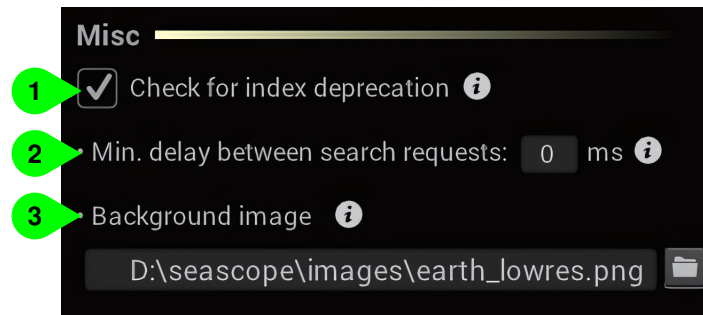 Misc
1 Check for index deprecation i
2 • Min. delay between search requests: 0 ms i
3 • Background image i
D:\seascope\images\earth_lowres.png